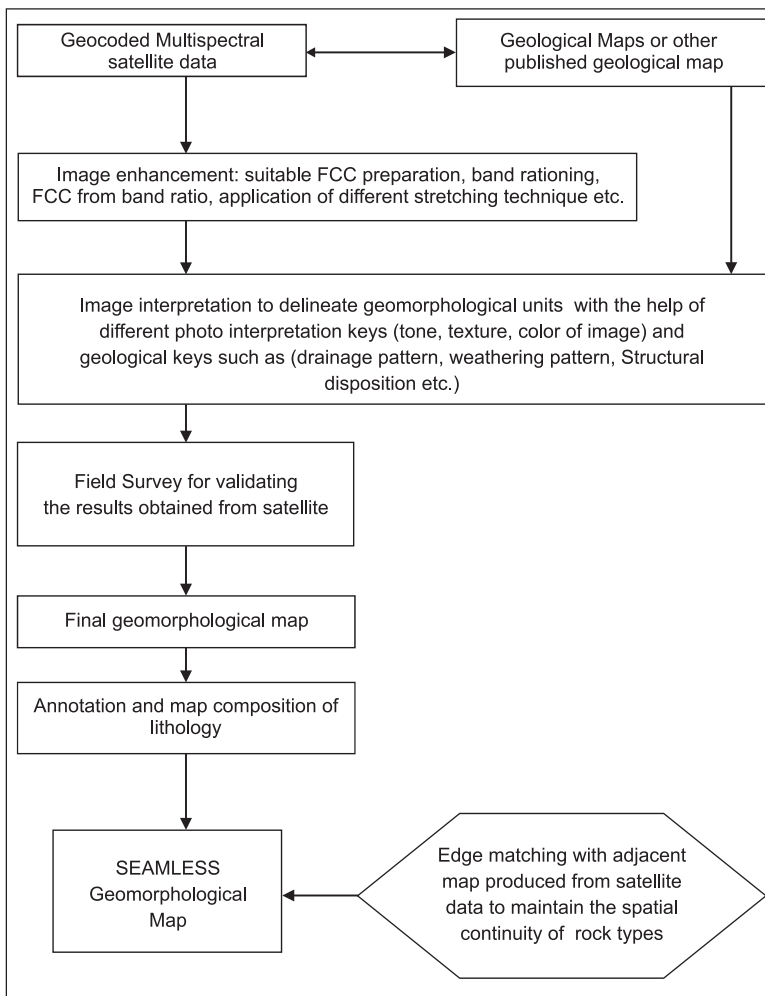 Geocoded Multispectral
satellite data
Geological Maps or other
published geological map
Image enhancement: suitable FCC preparation, band rationing,
FCC from band ratio, application of different stretching technique etc.
Image interpretation to delineate geomorphological units with the help of
different photo interpretation keys (tone, texture, color of image) and
geological keys such as (drainage pattern, weathering pattern, Structural
disposition etc.)
Field Survey for validating
the results obtained from satellite
Final geomorphological map
Annotation and map composition of
lithology
SEAMLESS
Geomorphological
Map
Edge matching with adjacent
map produced from satellite
data to maintain the spatial
continuity of rock types